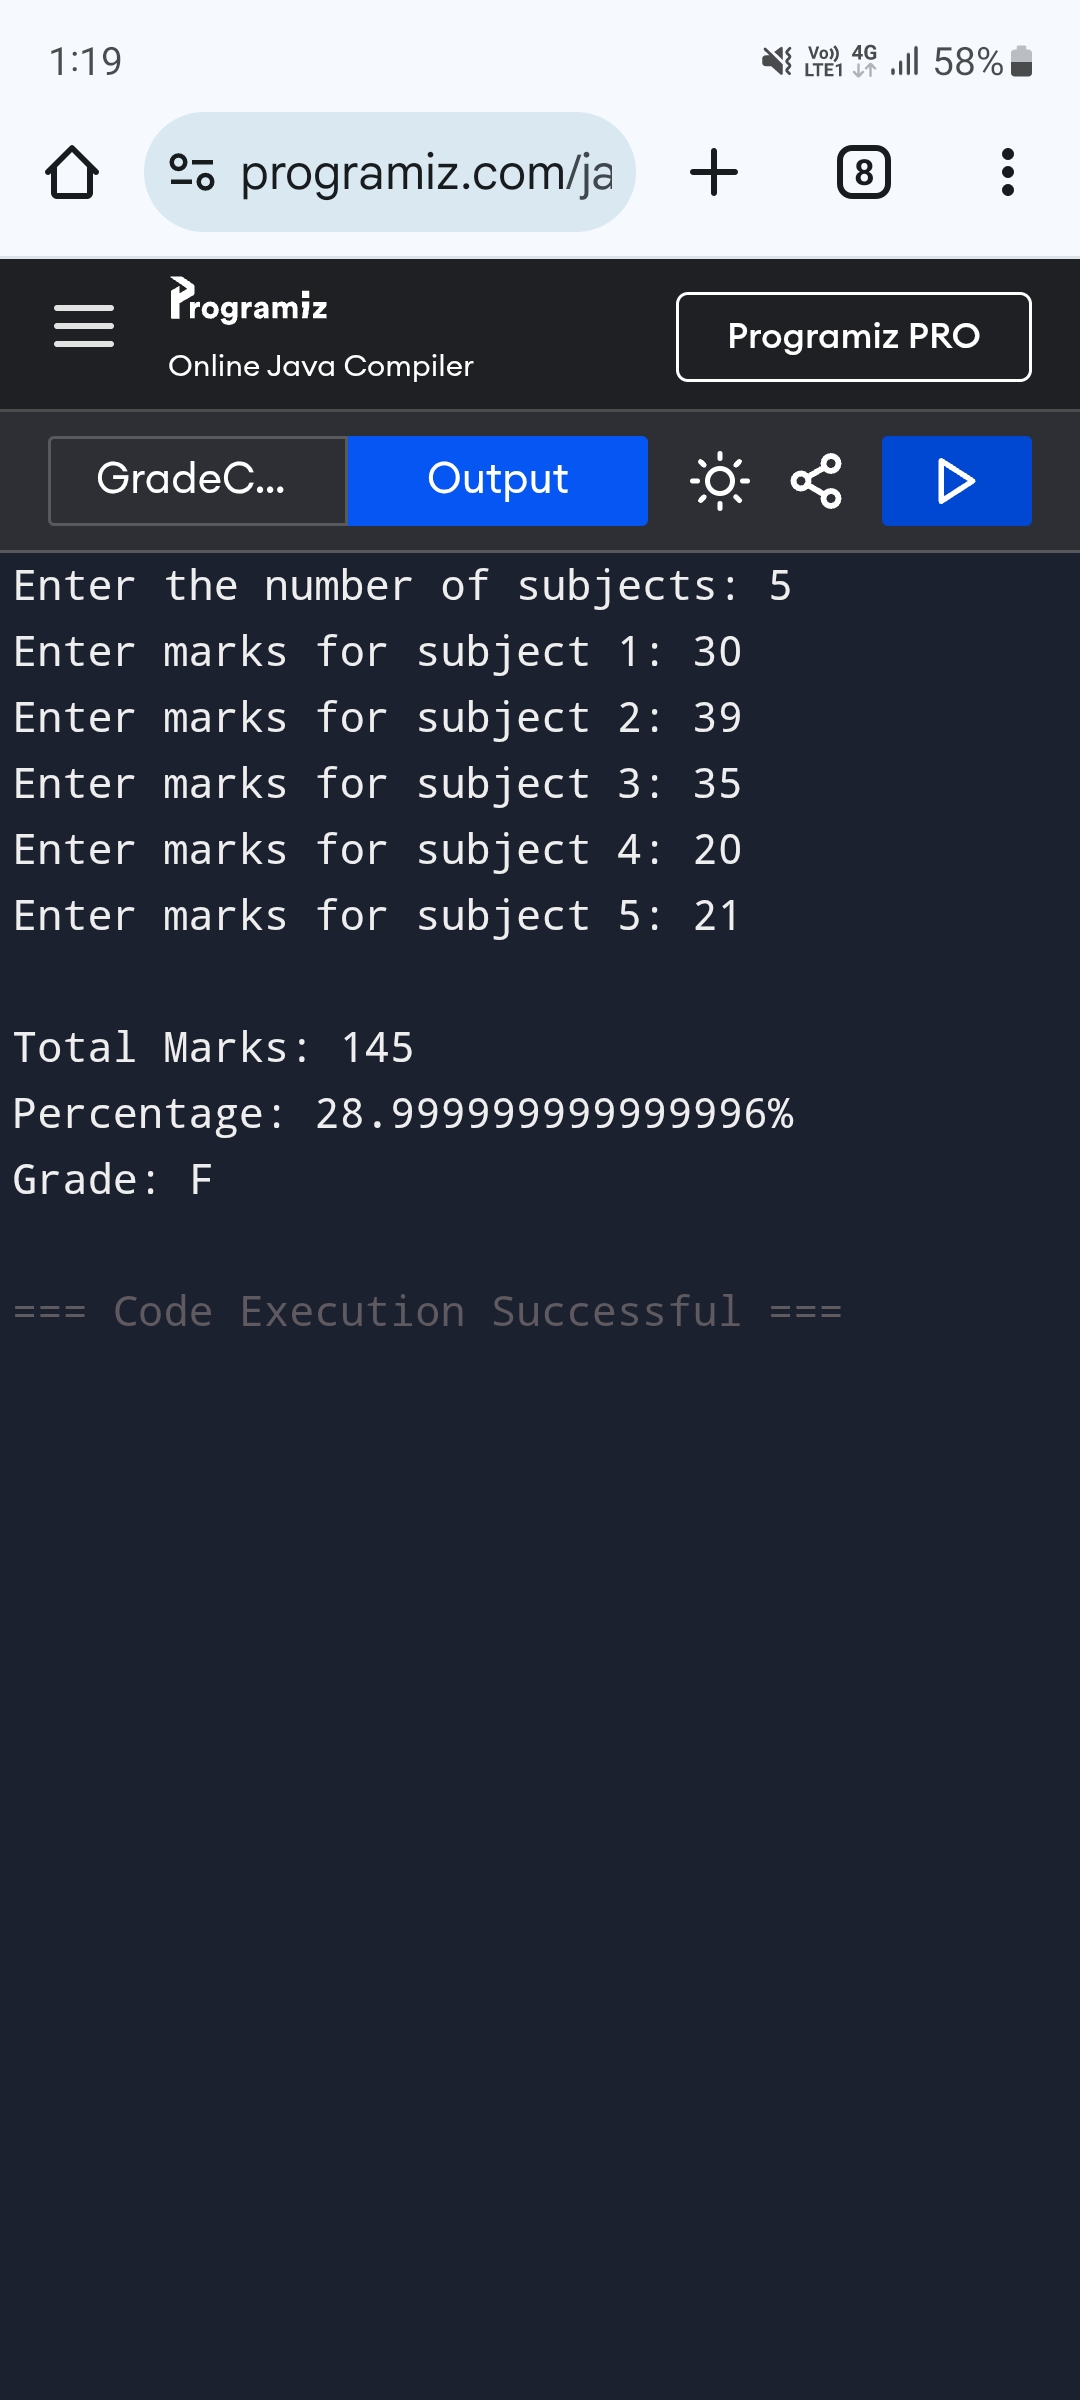 1:19
Vo)) LTE1 4G 58%
programiz.com/ja
8
Programiz
Online Java Compiler
Programiz PRO
GradeC...
Output
Enter the number of subjects: 5
Enter marks for subject 1: 30
Enter marks for subject 2: 39
Enter marks for subject 3: 35
Enter marks for subject 4: 20
Enter marks for subject 5: 21
Total Marks: 145
Percentage: 28.999999999999996%
Grade: F
=== Code Execution Successful ===